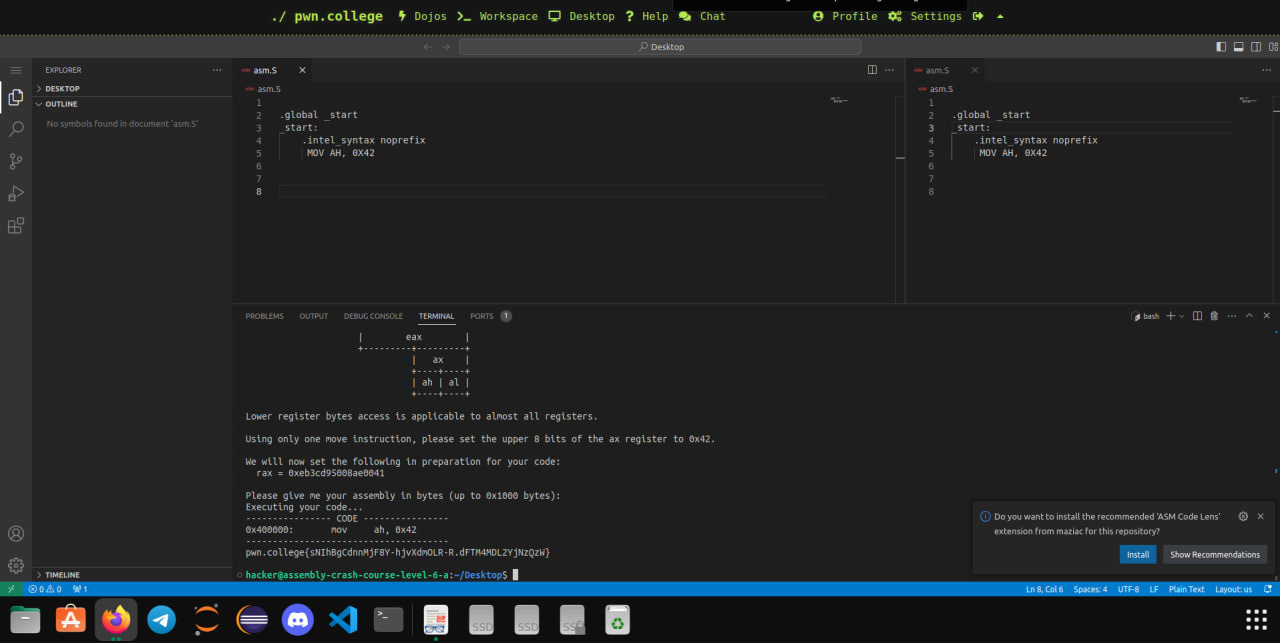 ./ pwn.college Dojos Workspace Desktop Help Chat Profile Settings
Desktop
EXPLORER
DESKTOP
OUTLINE
No symbols found in document 'asm.S'
TIMELINE
asm.S
asm.S
1
2 .global _start
3 _start:
4 .intel_syntax noprefix
5 MOV AH, 0X42
6
7
8
asm.S
asm.S
1
2 .global _start
3 _start:
4 .intel_syntax noprefix
5 MOV AH, 0X42
6
7
8
PROBLEMS OUTPUT DEBUG CONSOLE TERMINAL PORTS 1
bash
| eax |
+---------+---------+
| ax |
+----+----+
| ah | al |
+----+----+
Lower register bytes access is applicable to almost all registers.
Using only one move instruction, please set the upper 8 bits of the ax register to 0x42.
We will now set the following in preparation for your code:
rax = 0xeb3cd95008ae0041
Please give me your assembly in bytes (up to 0x1000 bytes):
Executing your code...
---------------- CODE ----------------
0x400000: mov ah, 0x42
--------------------------------------
pwn.college{sNIhBgCdnnMjF8Y-hjvXdmOLR-R.dFTM4MDL2YjNzQzW}
hacker@assembly-crash-course-level-6-a:~/Desktop$
Do you want to install the recommended 'ASM Code Lens'
extension from maziac for this repository?
Install Show Recommendations
0 0 1 Ln 8, Col 6 Spaces: 4 UTF-8 LF Plain Text Layout: us
SSD SSD SSD